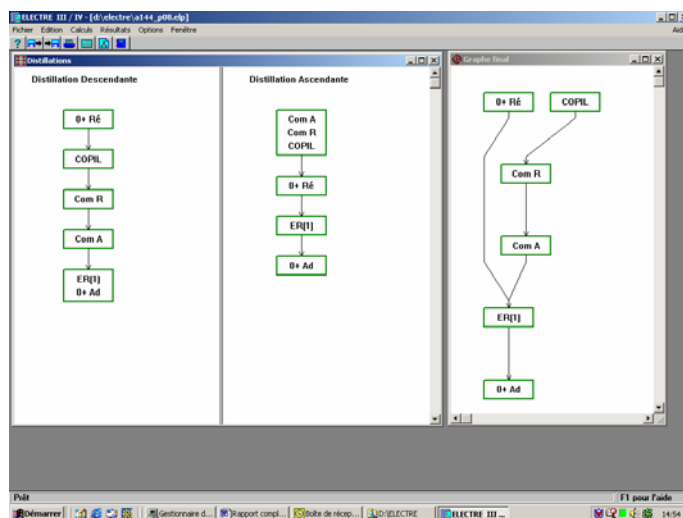 ELECTRE III / IV - [d:\electre\a144_p08.elp]
Fichier Edition Calculs Résultats Options Fenêtre Aide
?
Distillations
Distillation Descendante
0+ Ré
COPIL
Com R
Com A
ER(1)
0+ Ad
Distillation Ascendante
Com A
Com R
COPIL
0+ Ré
ER(1)
0+ Ad
Graphe final
0+ Ré
COPIL
Com R
Com A
ER(1)
0+ Ad
Prêt
F1 pour l'aide
Démarrer
Gestionnaire d...
Rapport compl...
Boîte de récep...
D:\ELECTRE
ELECTRE III ...
14:54